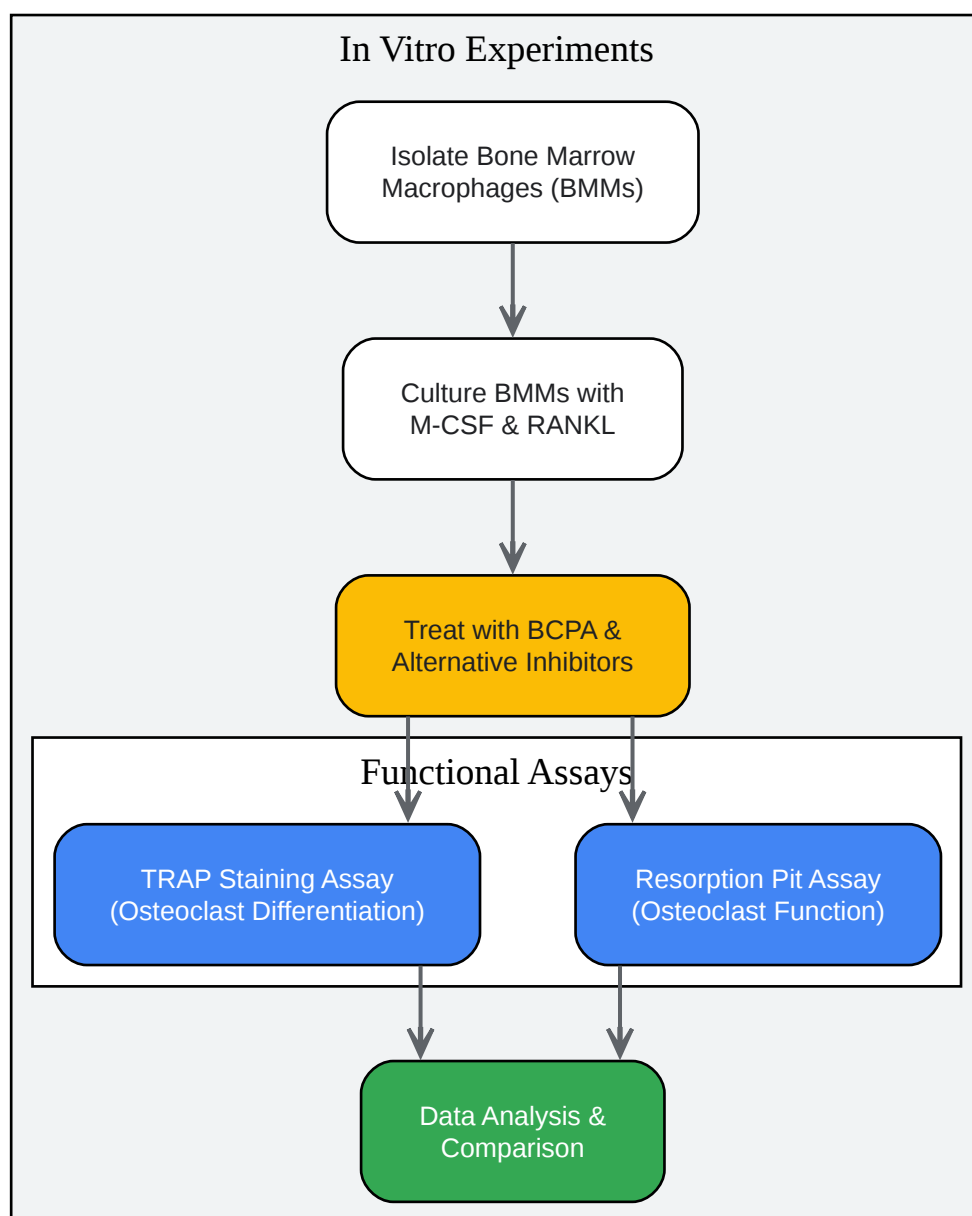 In Vitro Experiments
Isolate Bone Marrow
Macrophages (BMMs)
Culture BMMs with
M-CSF & RANKL
Treat with BCPA &
Alternative Inhibitors
Functional Assays
TRAP Staining Assay
(Osteoclast Differentiation)
Resorption Pit Assay
(Osteoclast Function)
Data Analysis &
Comparison